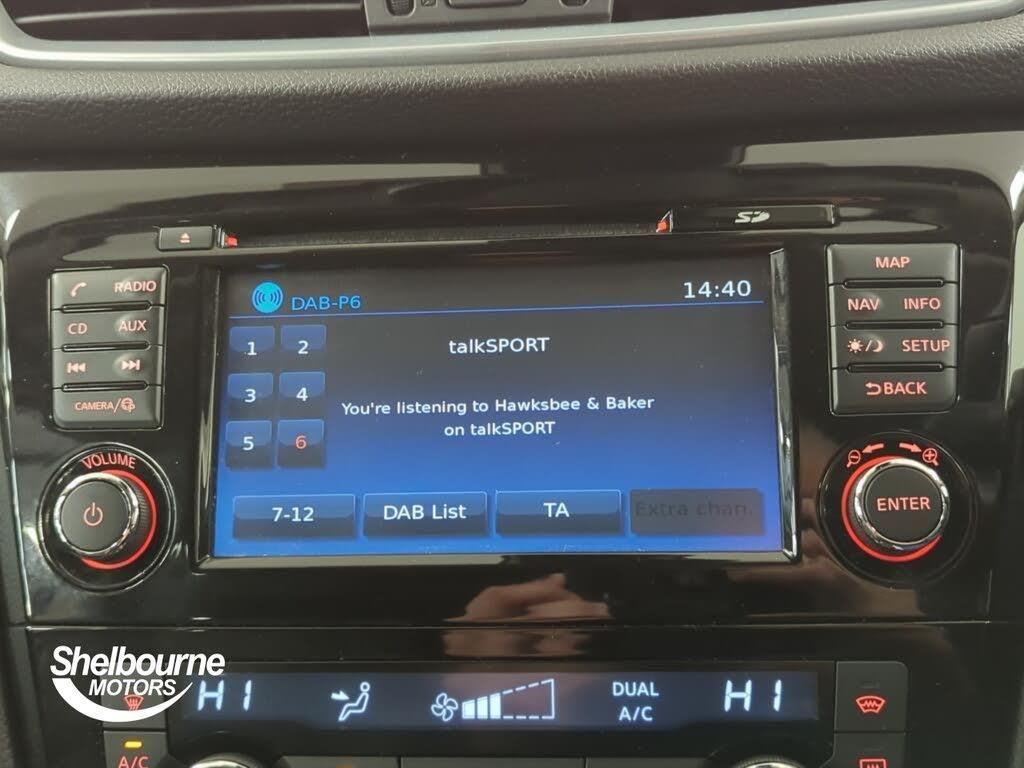 SD
MAP
RADIO
DAB-P6 14:40
NAV INFO
CD AUX
1 2
talkSPORT
SETUP
3 4
BACK
CAMERA/
You're listening to Hawksbee & Baker
on talkSPORT
5 6
VOLUME
7-12 DAB List TA Extra chan.
ENTER
Shelbourne
MOTORS
HI DUAL HI
A/C
A/C